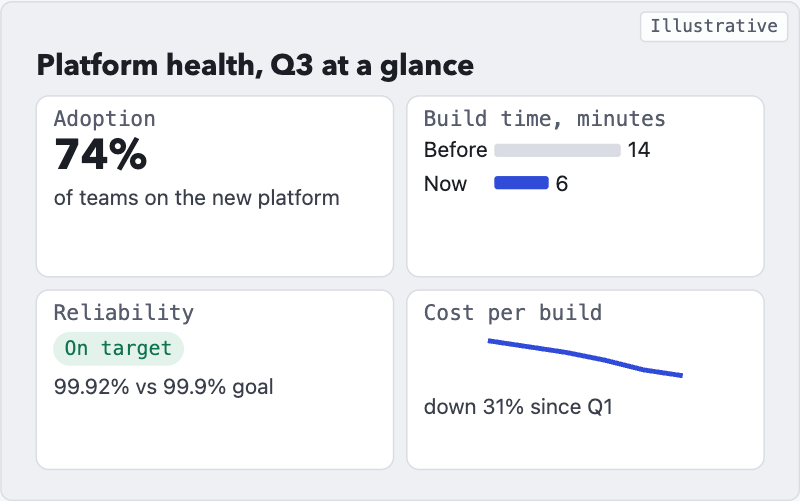 Illustrative
Platform health, Q3 at a glance
Adoption
74%
of teams on the new platform
Build time, minutes
Before 14
Now 6
Reliability
On target
99.92% vs 99.9% goal
Cost per build
down 31% since Q1